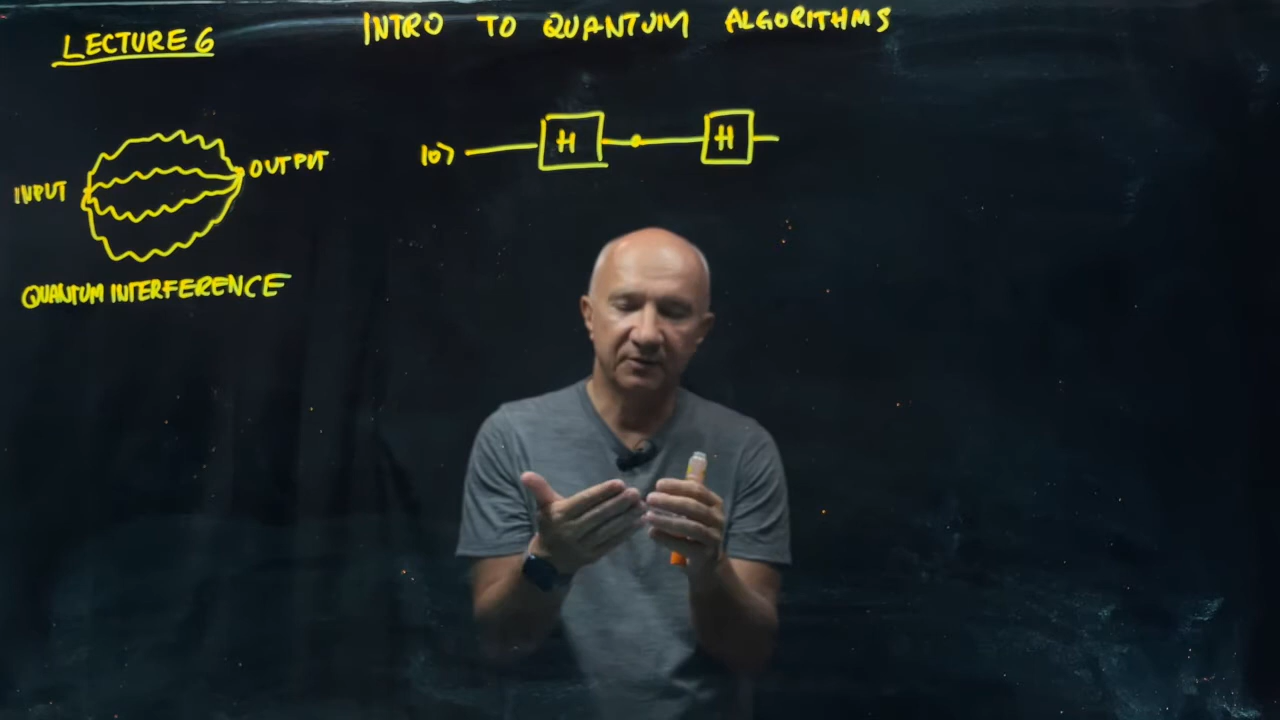 LECTURE 6
INTRO TO QUANTUM ALGORITHMS
INPUT
OUTPUT
QUANTUM INTERFERENCE
|0⟩
H
H